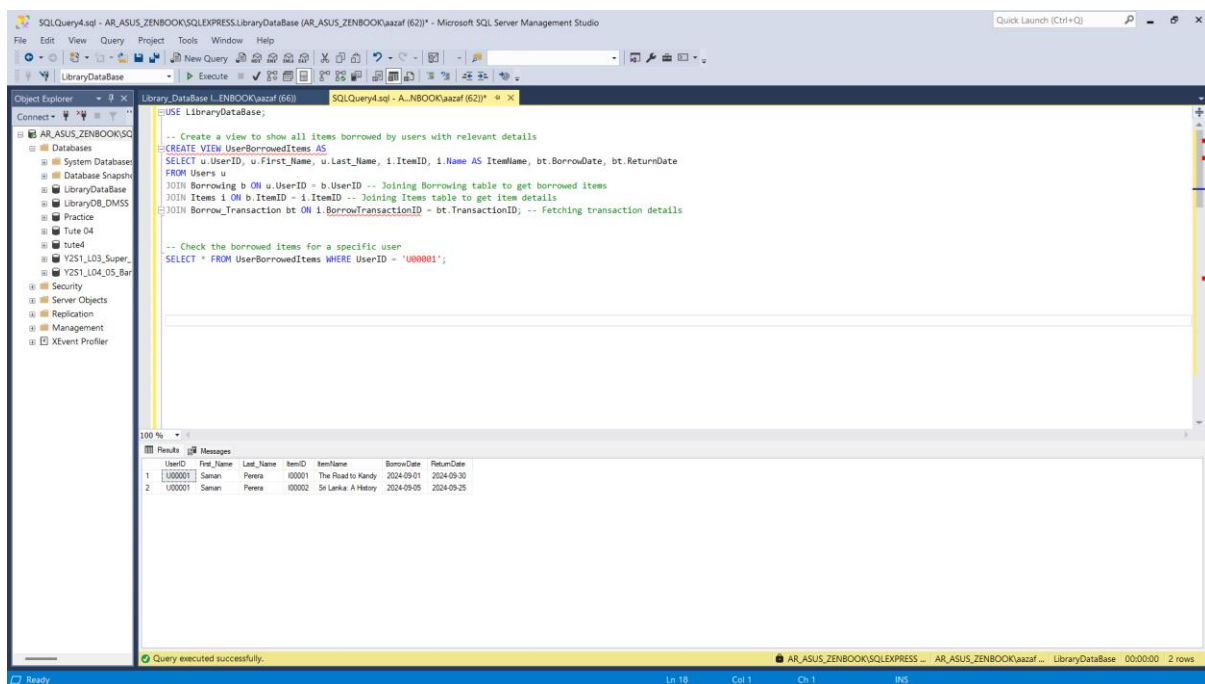 SQLQuery4.sql - AR_ASUS_ZENBOOK\SQLEXPRESS.LibraryDataBase (AR_ASUS_ZENBOOK\aazaf (62))* - Microsoft SQL Server Management Studio
Quick Launch (Ctrl+Q)
File Edit View Query Project Tools Window Help
New Query
LibraryDataBase Execute
Object Explorer
Library_DataBase l...ENBOOK\aazaf (66))
SQLQuery4.sql - A...NBOOK\aazaf (62))*
Connect
AR_ASUS_ZENBOOK\SQ
Databases
System Databases
Database Snapsh
LibraryDataBase
LibraryDB_DMSS
Practice
Tute 04
tute4
Y2S1_L03_Super_
Y2S1_L04_05_Bar
Security
Server Objects
Replication
Management
XEvent Profiler
USE LibraryDataBase;
-- Create a view to show all items borrowed by users with relevant details
CREATE VIEW UserBorrowedItems AS
SELECT u.UserID, u.First_Name, u.Last_Name, i.ItemID, i.Name AS ItemName, bt.BorrowDate, bt.ReturnDate
FROM Users u
JOIN Borrowing b ON u.UserID = b.UserID -- Joining Borrowing table to get borrowed items
JOIN Items i ON b.ItemID = i.ItemID -- Joining Items table to get item details
JOIN Borrow_Transaction bt ON i.BorrowTransactionID = bt.TransactionID; -- Fetching transaction details
-- Check the borrowed items for a specific user
SELECT * FROM UserBorrowedItems WHERE UserID = 'U00001';
100 %
Results Messages
UserID First_Name Last_Name ItemID ItemName BorrowDate ReturnDate
1 U00001 Saman Perera I00001 The Road to Kandy 2024-09-01 2024-09-30
2 U00001 Saman Perera I00002 Sri Lanka: A History 2024-09-05 2024-09-25
Query executed successfully.
AR_ASUS_ZENBOOK\SQLEXPRESS ... AR_ASUS_ZENBOOK\aazaf ... LibraryDataBase 00:00:00 2 rows
Ready Ln 18 Col 1 Ch 1 INS